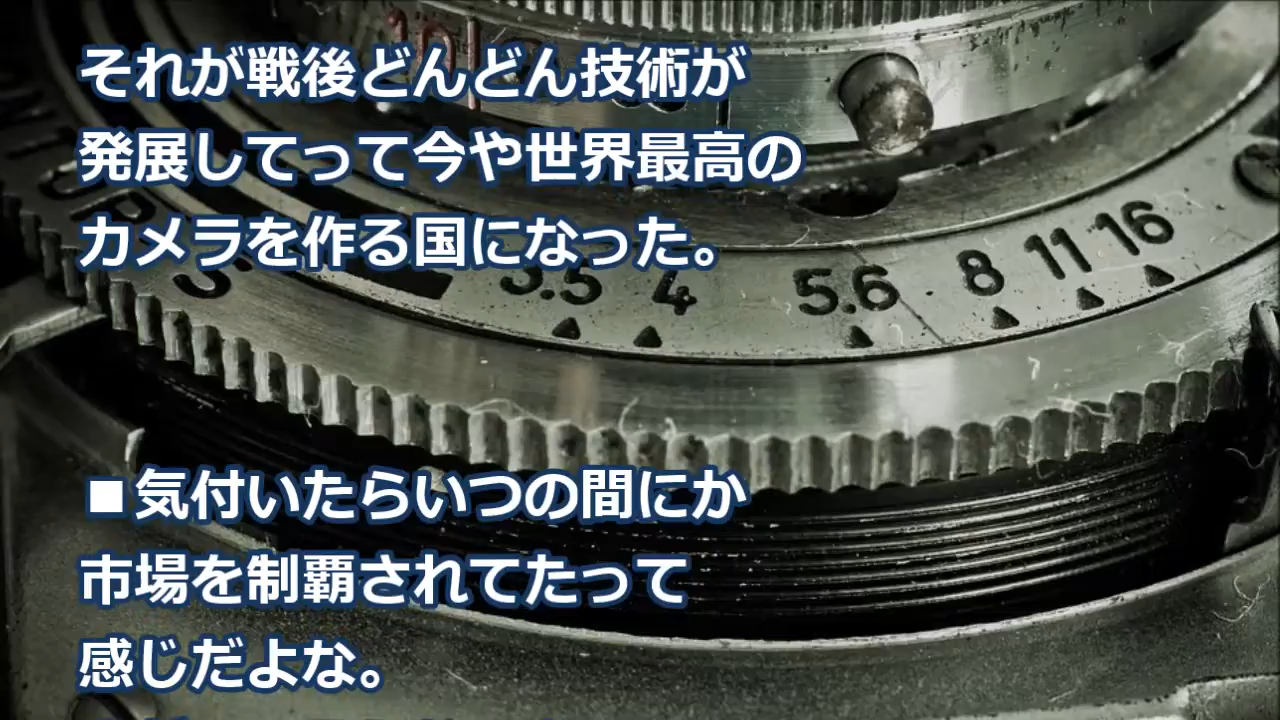 それが戦後どんどん技術が
発展してって今や世界最高の
カメラを作る国になった。
3.5 4 5.6 8 11 16
■気付いたらいつの間にか
市場を制覇されてたって
感じだよな。